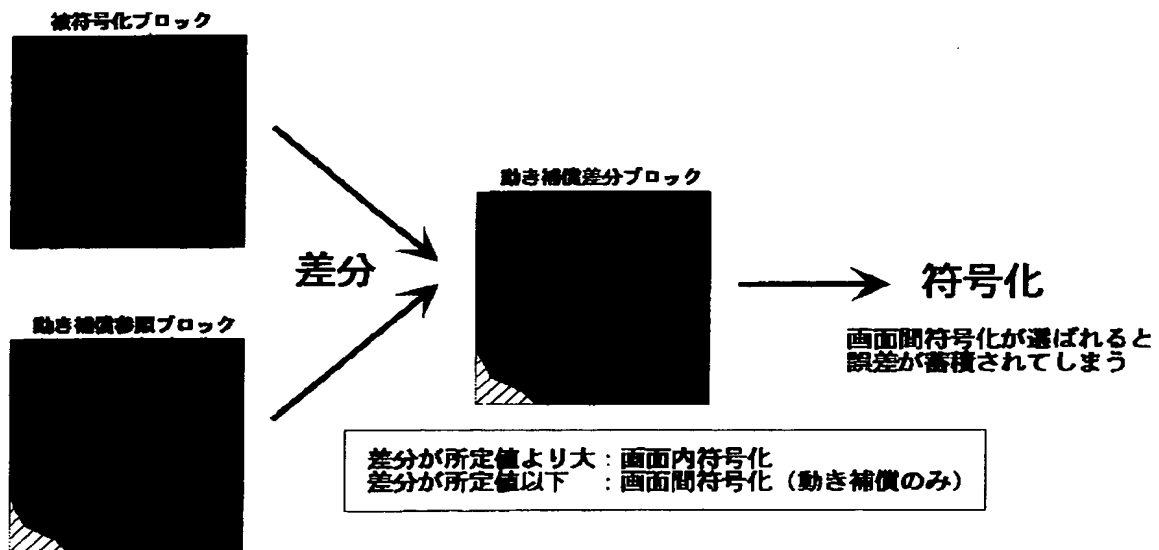 被符号化ブロック
動き補償差分ブロック
差分
符号化
動き補償参照ブロック
画面間符号化が選ばれると
誤差が蓄積されてしまう
差分が所定値より大：画面内符号化
差分が所定値以下　：画面間符号化（動き補償のみ）